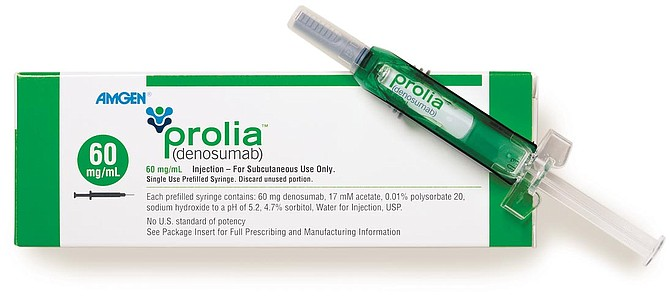 AMGEN®
prolia™
(denosumab)
60
mg/mL
60 mg/mL Injection – For Subcutaneous Use Only.
Single Use Prefilled Syringe. Discard unused portion.
Each prefilled syringe contains: 60 mg denosumab, 17 mM acetate, 0.01% polysorbate 20,
sodium hydroxide to a pH of 5.2, 4.7% sorbitol, Water for Injection, USP.
No U.S. standard of potency
See Package Insert for Full Prescribing and Manufacturing Information
prolia™
(denosumab)